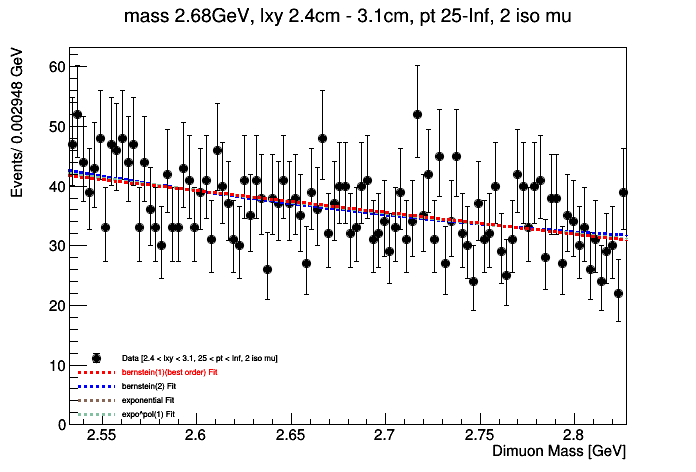 mass 2.68GeV, lxy 2.4cm - 3.1cm, pt 25-Inf, 2 iso mu
Events/ 0.002948 GeV
60
50
40
30
20
10
0
Data [2.4 < lxy < 3.1, 25 < pt < Inf, 2 iso mu]
bernstein(1)(best order) Fit
bernstein(2) Fit
exponential Fit
expo*pol(1) Fit
2.55 2.6 2.65 2.7 2.75 2.8
Dimuon Mass [GeV]